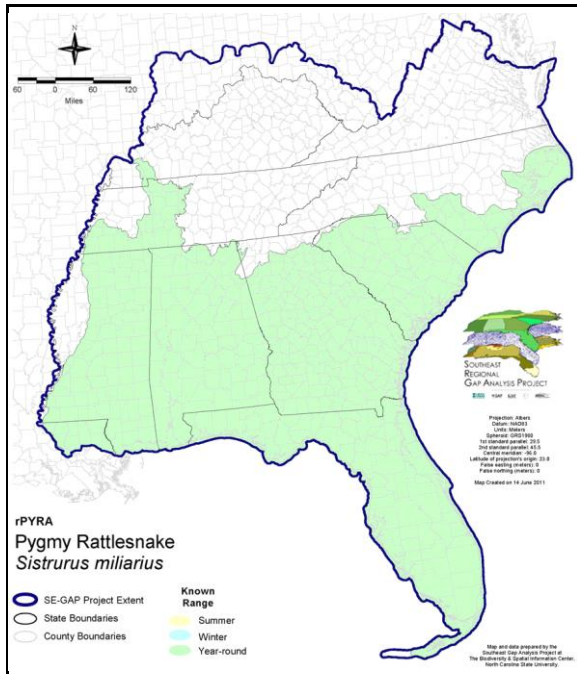 N
60 0 60 120
Miles
SOUTHEAST
REGIONAL
GAP ANALYSIS PROJECT
Projection: Albers
Datum: NAD83
Units: Meters
Spheroid: GRS1980
1st standard parallel: 29.5
2nd standard parallel: 45.5
Central meridian: -96.0
Latitude of projection's origin: 23.0
False easting (meters): 0
False northing (meters): 0
Map Created on 14 June 2011
rPYRA
Pygmy Rattlesnake
Sistrurus miliarius
SE-GAP Project Extent
State Boundaries
County Boundaries
Known
Range
Summer
Winter
Year-round
Map and data prepared by the
Southeast Gap Analysis Project at
The Biodiversity & Spatial Information Center,
North Carolina State University.